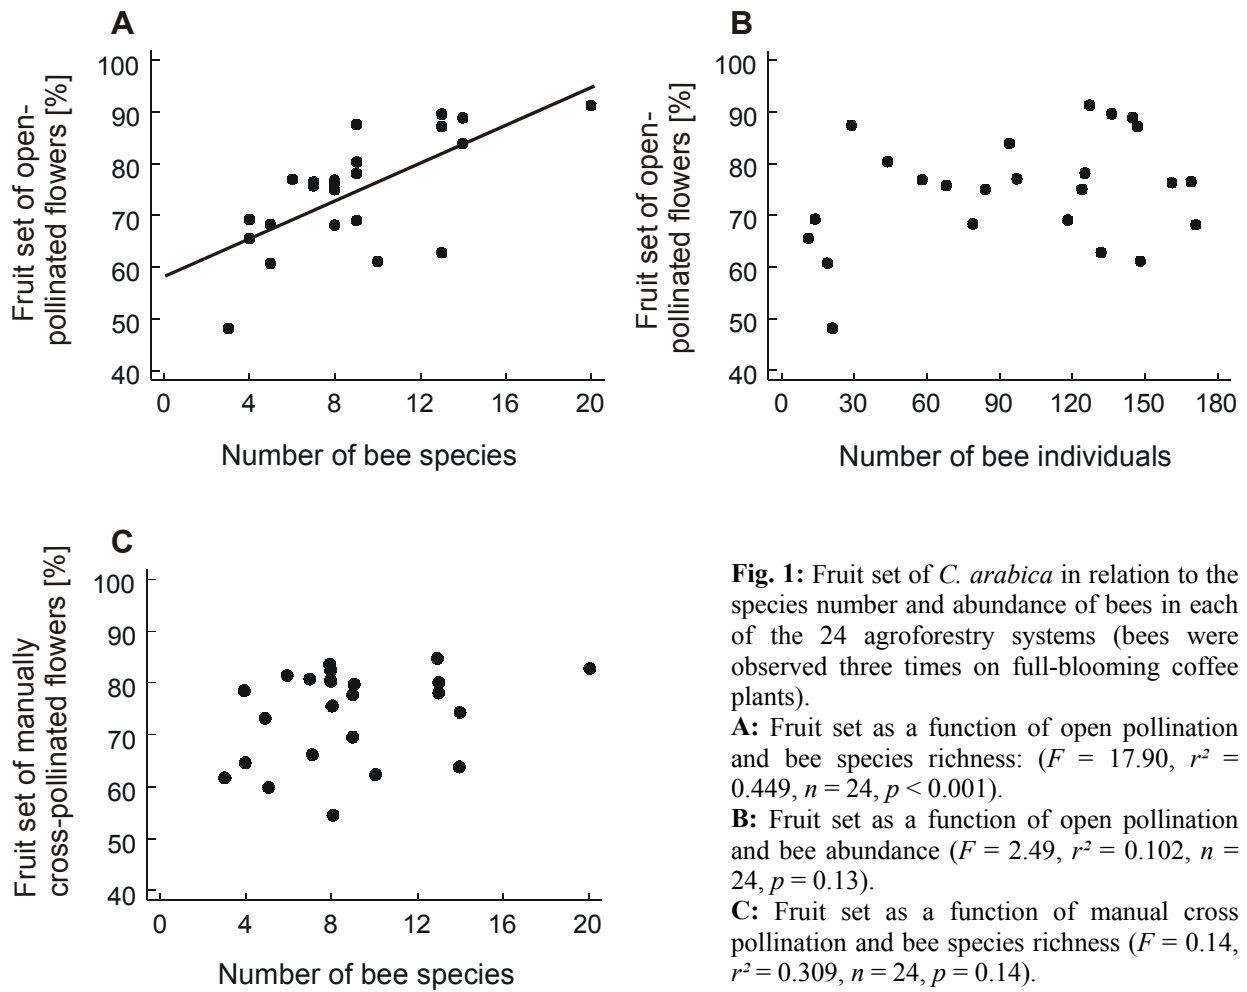 A
Fruit set of open-
pollinated flowers [%]
100
90
80
70
60
50
40
0 4 8 12 16 20
Number of bee species
B
Fruit set of open-
pollinated flowers [%]
100
90
80
70
60
50
40
0 30 60 90 120 150 180
Number of bee individuals
C
Fruit set of manually
cross-pollinated flowers [%]
100
90
80
70
60
50
40
0 4 8 12 16 20
Number of bee species
Fig. 1: Fruit set of C. arabica in relation to the
species number and abundance of bees in each
of the 24 agroforestry systems (bees were
observed three times on full-blooming coffee
plants).
A: Fruit set as a function of open pollination
and bee species richness: (F = 17.90, r² =
0.449, n = 24, p < 0.001).
B: Fruit set as a function of open pollination
and bee abundance (F = 2.49, r² = 0.102, n =
24, p = 0.13).
C: Fruit set as a function of manual cross
pollination and bee species richness (F = 0.14,
r² = 0.309, n = 24, p = 0.14).